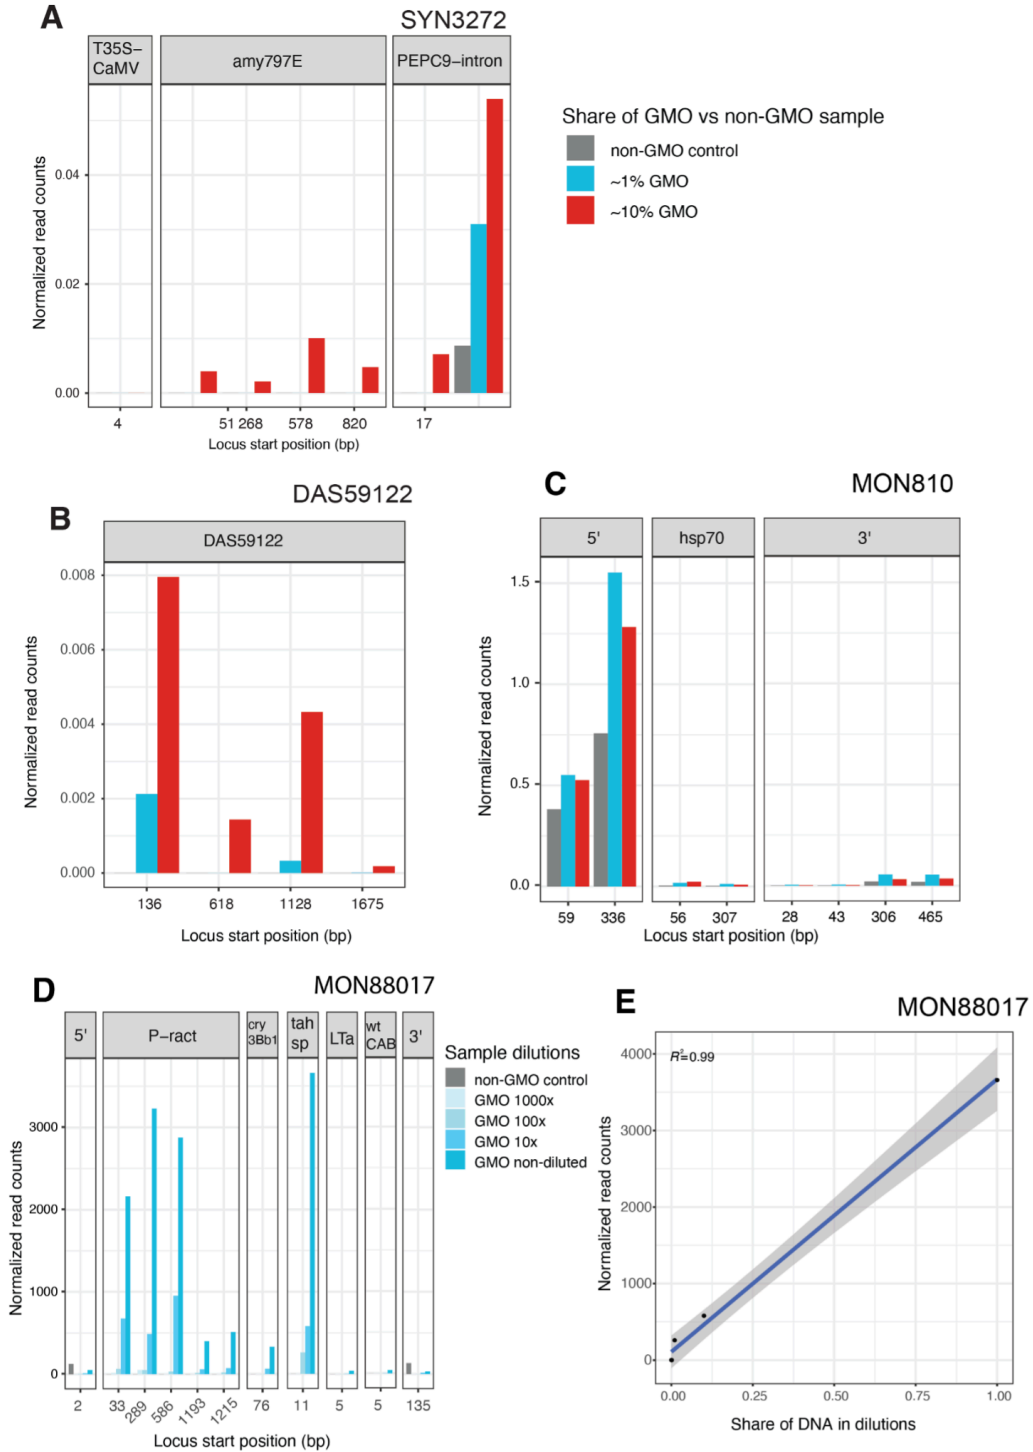 A
SYN3272
T35S−
CaMV
amy797E
PEPC9−intron
Normalized read counts
0.04
0.02
0.00
4
51 268 578 820
17
Locus start position (bp)
Share of GMO vs non-GMO sample
non-GMO control
~1% GMO
~10% GMO
B
DAS59122
DAS59122
Normalized read counts
0.008
0.006
0.004
0.002
0.000
136 618 1128 1675
Locus start position (bp)
C
MON810
5'
hsp70
3'
Normalized read counts
1.5
1.0
0.5
0.0
59 336
56 307
28 43 306 465
Locus start position (bp)
D
MON88017
5'
P−ract
cry
3Bb1
tah
sp
LTa
wt
CAB
3'
Normalized read counts
3000
2000
1000
0
2
33 289 586 1193 1215
76
11
5
5
135
Locus start position (bp)
Sample dilutions
non-GMO control
GMO 1000x
GMO 100x
GMO 10x
GMO non-diluted
E
MON88017
R²=0.99
Normalized read counts
4000
3000
2000
1000
0
0.00 0.25 0.50 0.75 1.00
Share of DNA in dilutions